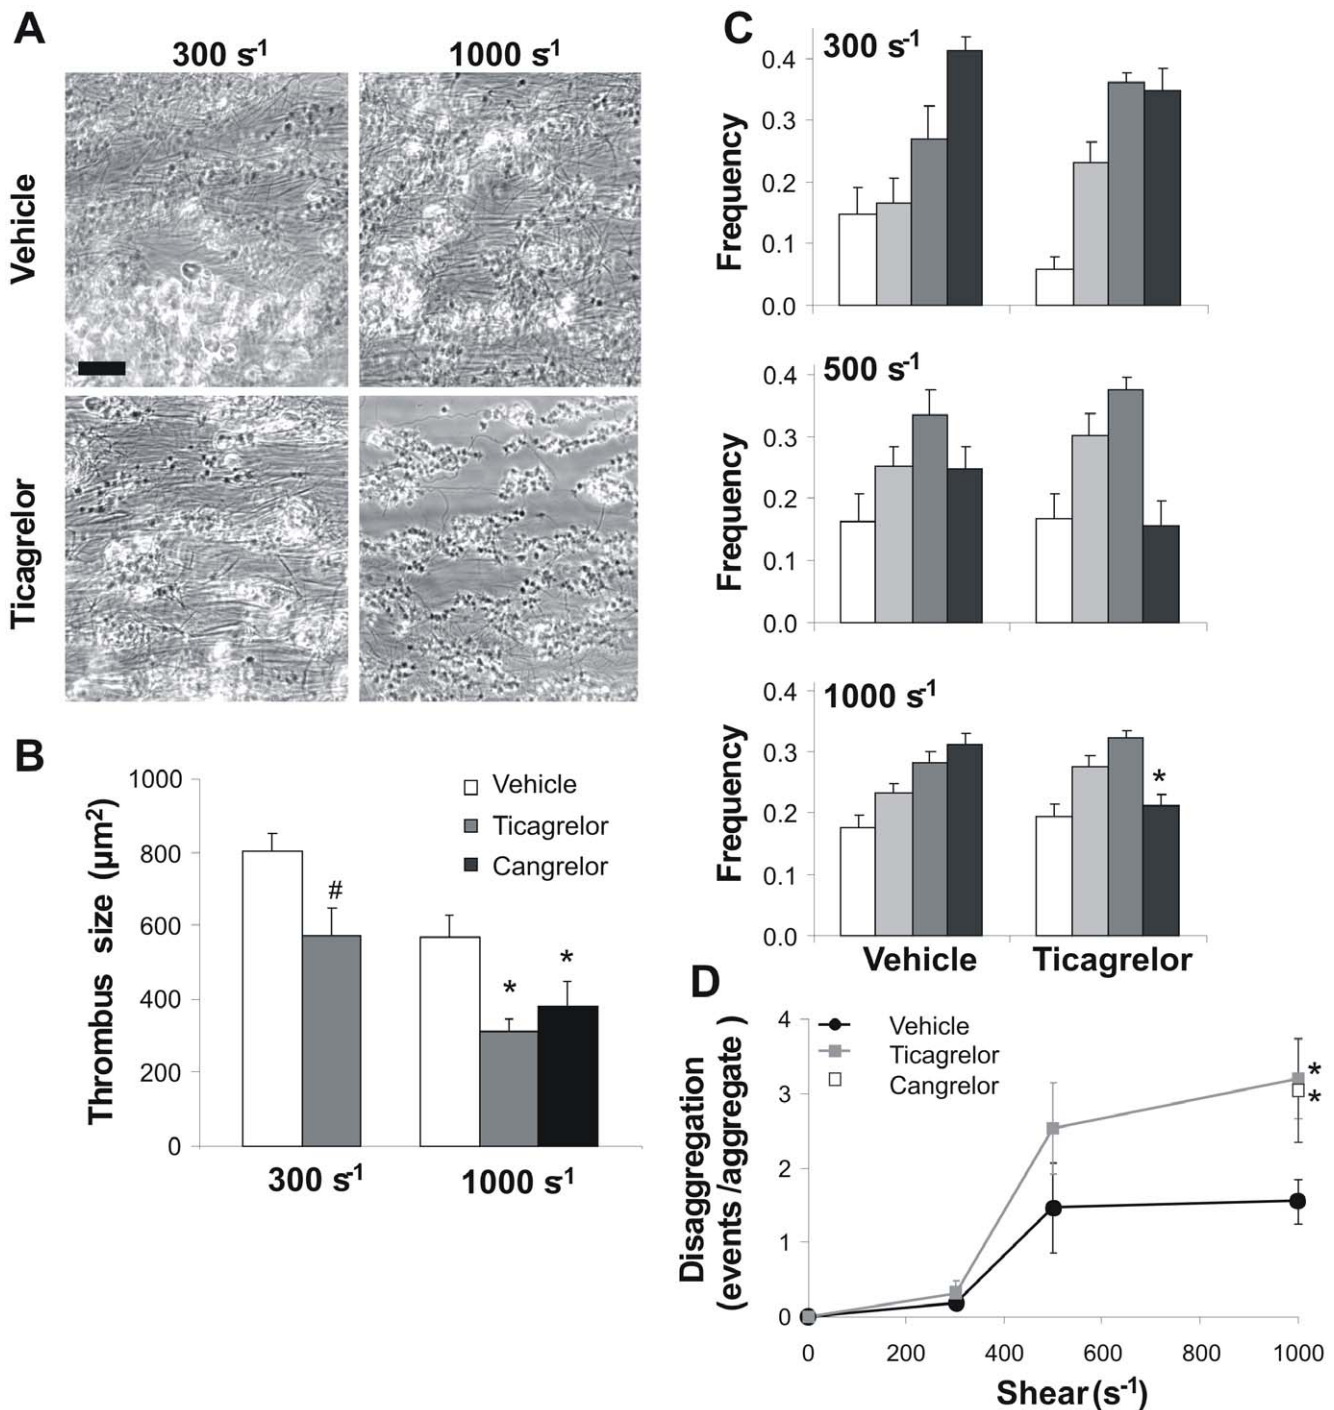 A
300 s-1
1000 s-1
Vehicle
Ticagrelor
B
Thrombus size (µm2)
1000
800
600
400
200
0
Vehicle
Ticagrelor
Cangrelor
#
*
*
300 s-1
1000 s-1
C
300 s-1
Frequency
0.4
0.3
0.2
0.1
0.0
500 s-1
Frequency
0.4
0.3
0.2
0.1
0.0
1000 s-1
Frequency
0.4
0.3
0.2
0.1
0.0
*
Vehicle
Ticagrelor
D
Disaggregation
(events /aggregate )
4
3
2
1
0
Vehicle
Ticagrelor
Cangrelor
*
*
0 200 400 600 800 1000
Shear (s-1)